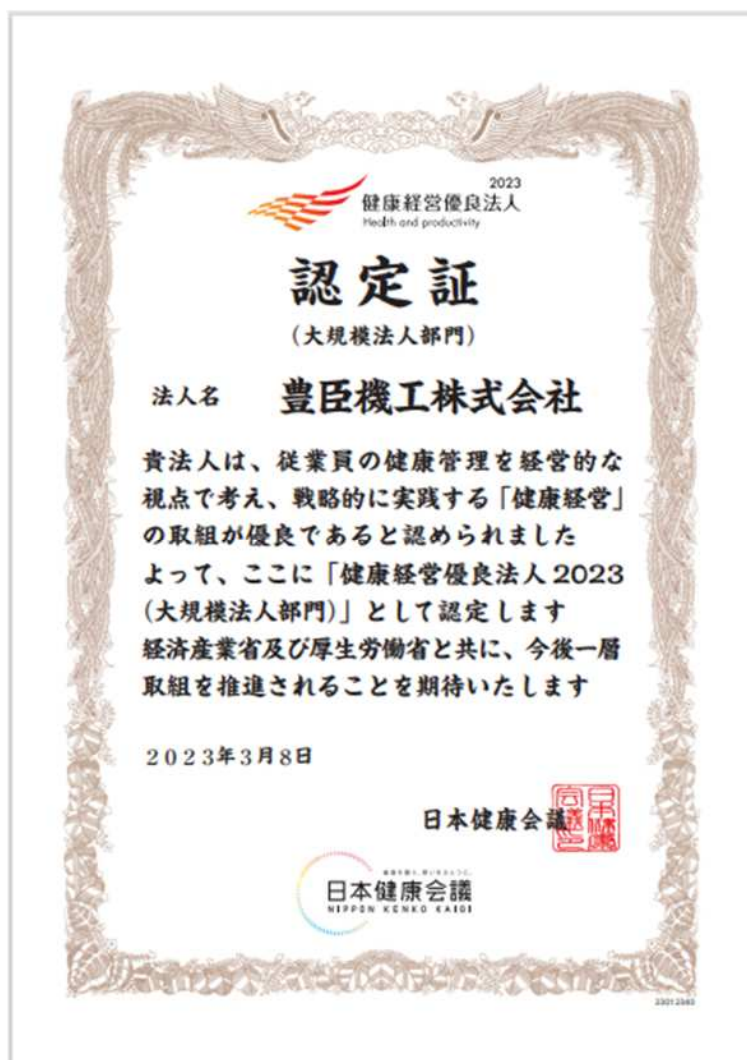 2023
健康経営優良法人
Health and productivity
認定証
(大規模法人部門)
法人名 豊臣機工株式会社
貴法人は、従業員の健康管理を経営的な
視点で考え、戦略的に実践する「健康経営」
の取組が優良であると認められました
よって、ここに「健康経営優良法人2023
(大規模法人部門)」として認定します
経済産業省及び厚生労働省と共に、今後一層
取組を推進されることを期待いたします
2023年3月8日
日本健康会議
日本健康会議
NIPPON KENKO KAIGI